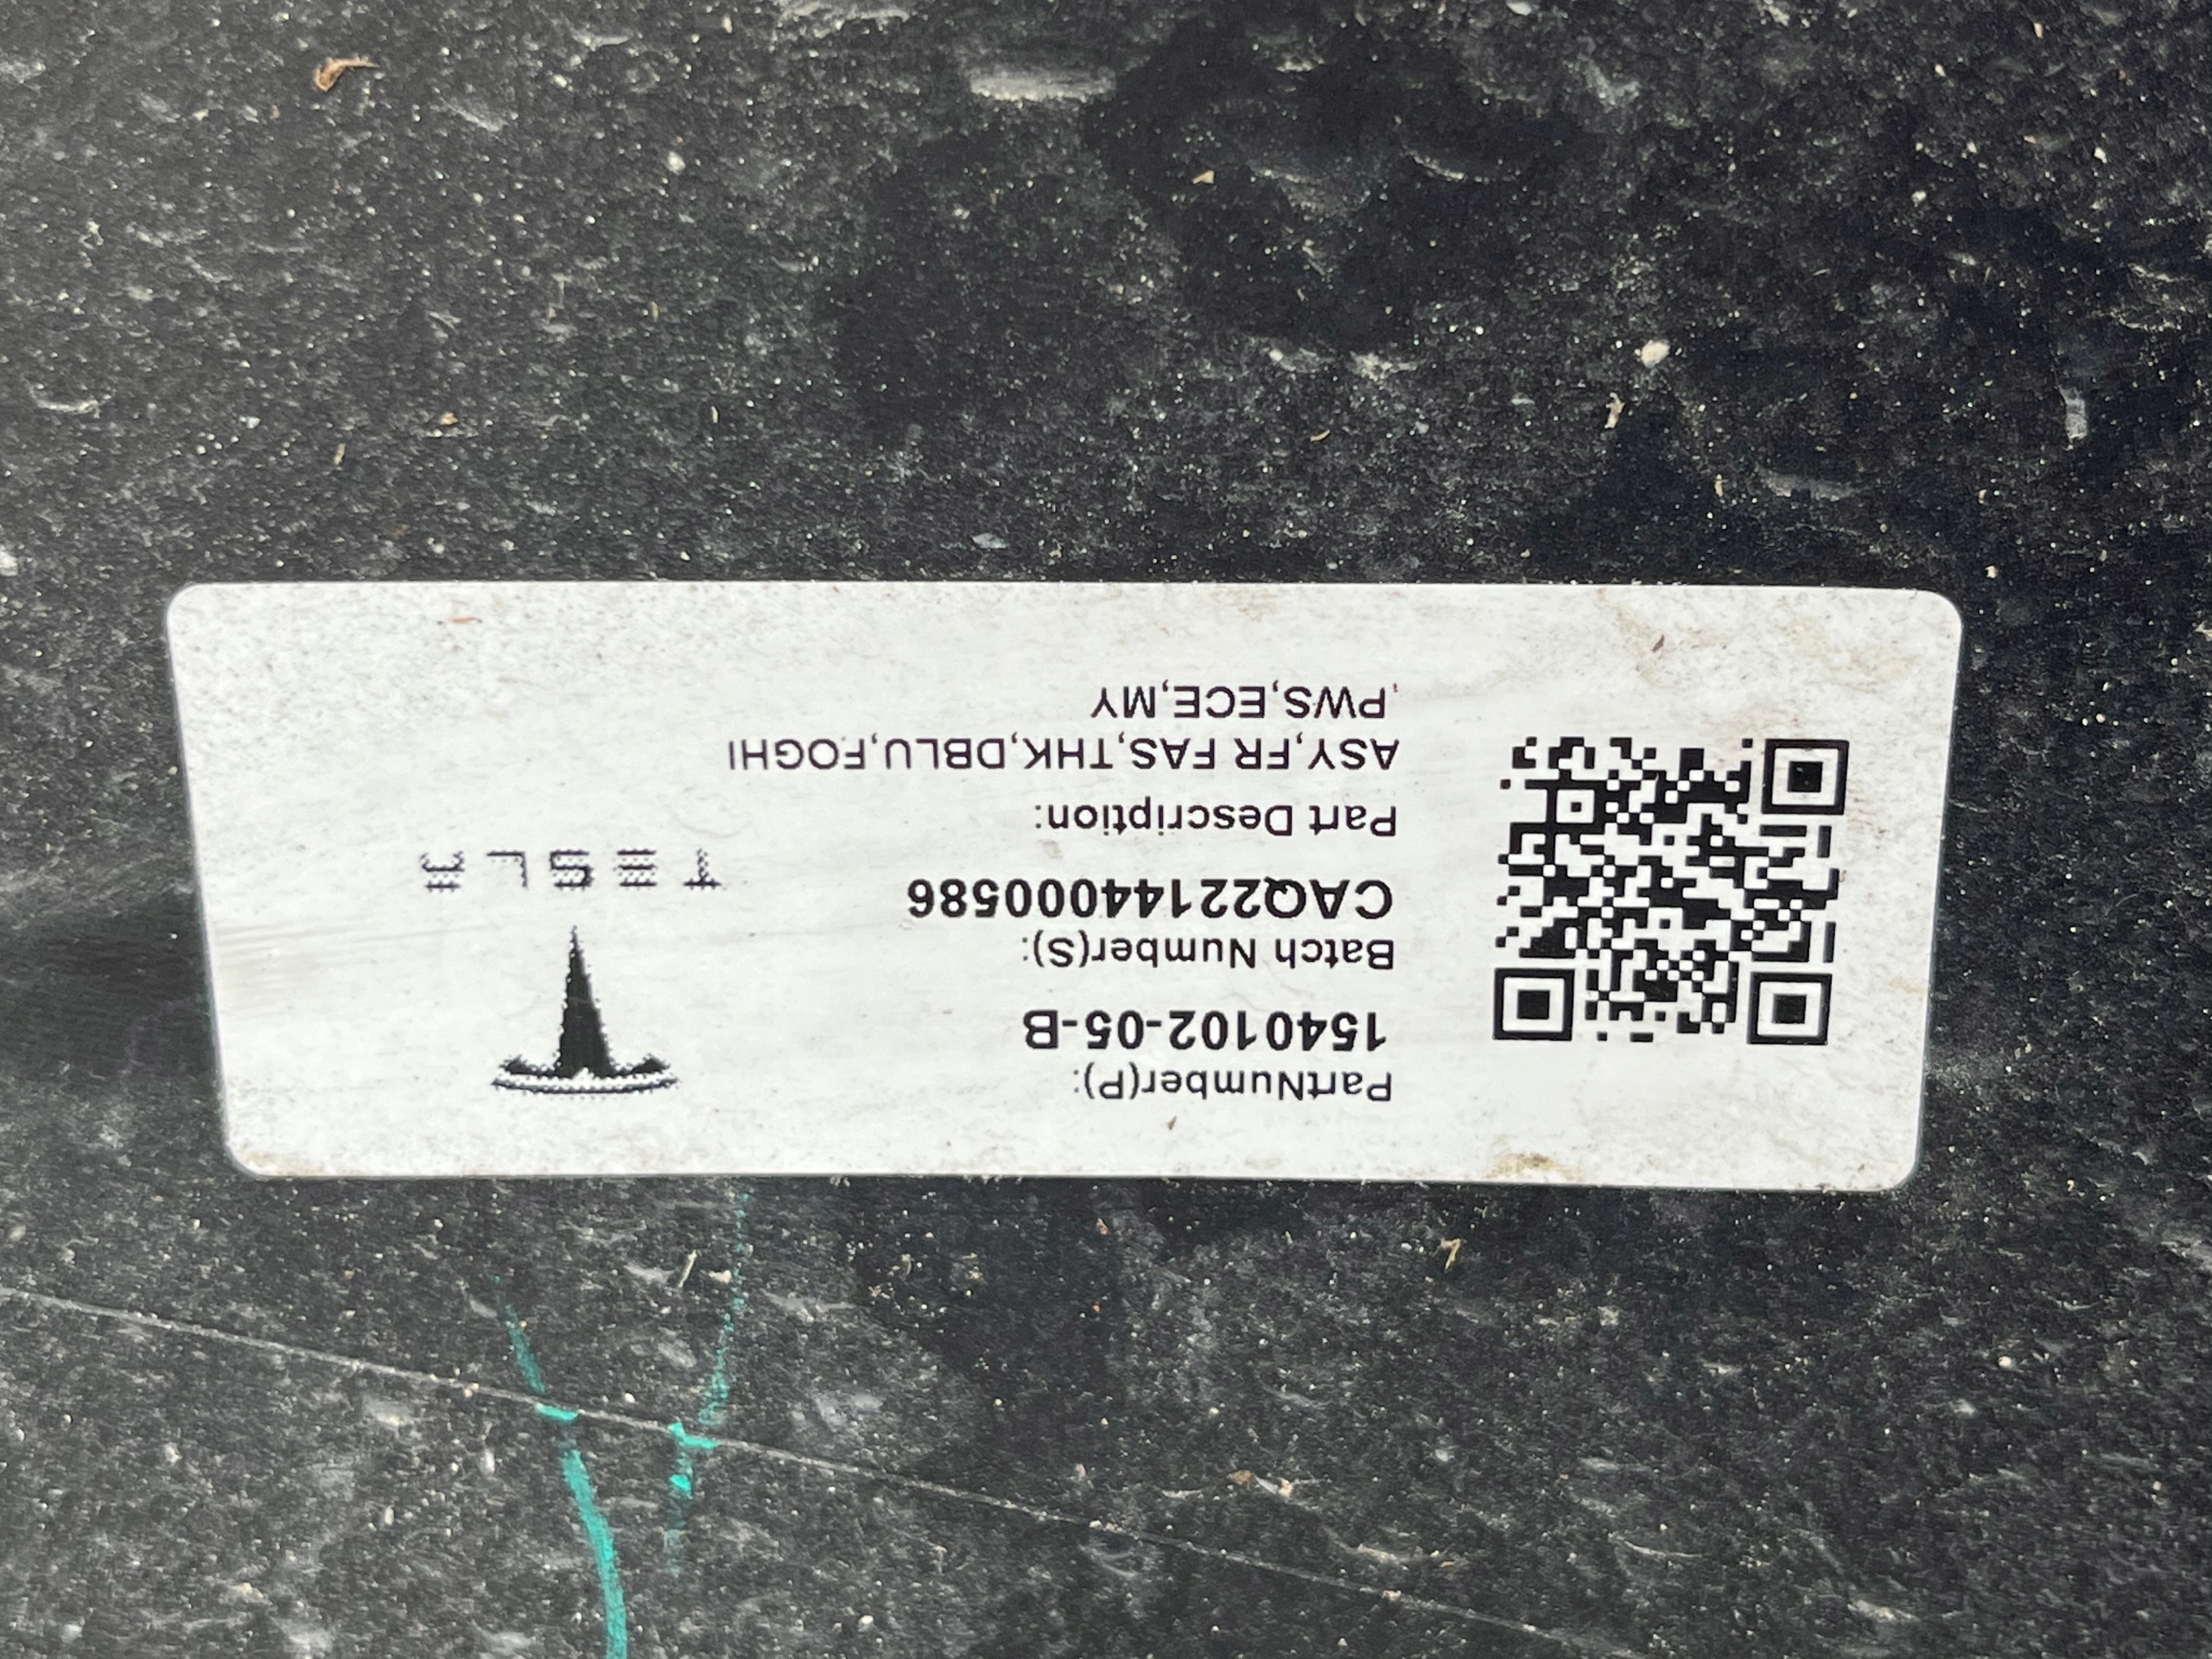 PartNumber(P):
1540102-05-B
Batch Number(S):
CAQ22144000586
Part Description:
ASY,FR FAS,THK,DBLU,FOGHI
,PWS,ECE,MY
TESLA